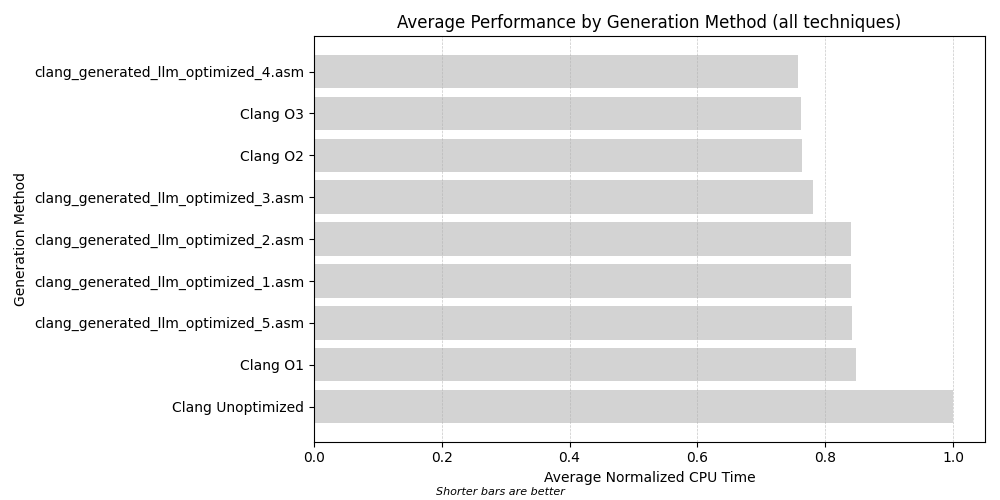 Average Performance by Generation Method (all techniques)
clang_generated_llm_optimized_4.asm
Clang O3
Clang O2
clang_generated_llm_optimized_3.asm
clang_generated_llm_optimized_2.asm
clang_generated_llm_optimized_1.asm
clang_generated_llm_optimized_5.asm
Clang O1
Clang Unoptimized
Generation Method
0.0 0.2 0.4 0.6 0.8 1.0
Average Normalized CPU Time
Shorter bars are better